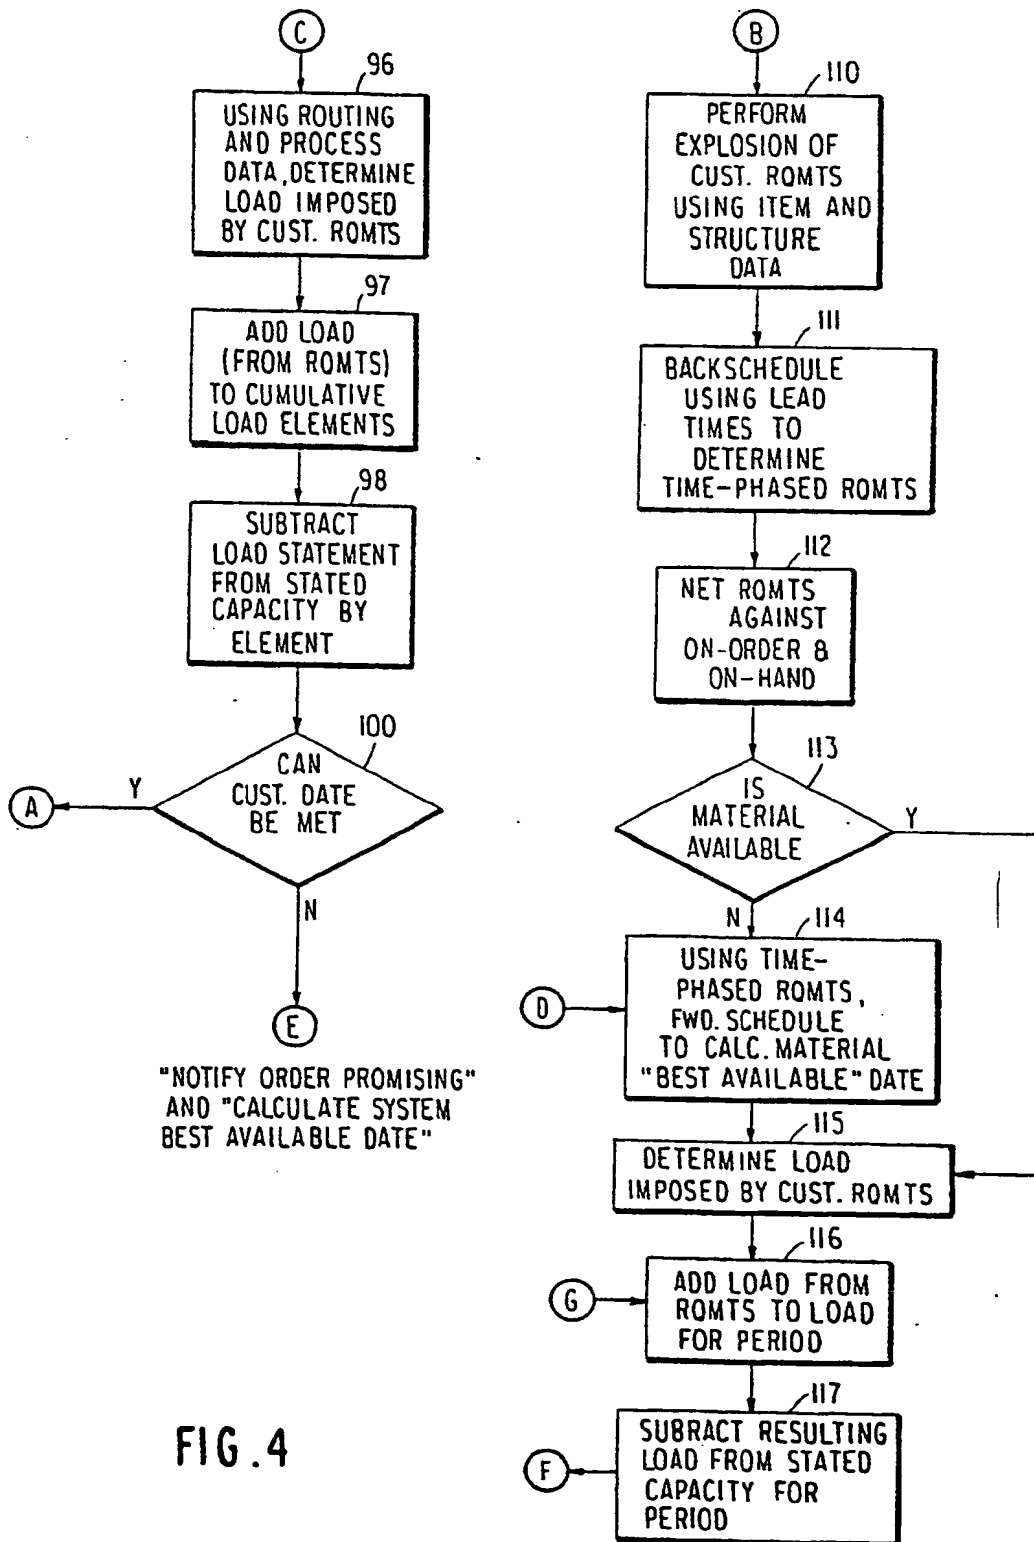 C
96
USING ROUTING
AND PROCESS
DATA, DETERMINE
LOAD IMPOSED
BY CUST. RQMTS
97
ADD LOAD
(FROM RQMTS)
TO CUMULATIVE
LOAD ELEMENTS
98
SUBTRACT
LOAD STATEMENT
FROM STATED
CAPACITY BY
ELEMENT
100
CAN
CUST. DATE
BE MET
Y
A
N
E
"NOTIFY ORDER PROMISING"
AND "CALCULATE SYSTEM
BEST AVAILABLE DATE"
B
110
PERFORM
EXPLOSION OF
CUST. RQMTS
USING ITEM AND
STRUCTURE
DATA
111
BACKSCHEDULE
USING LEAD
TIMES TO
DETERMINE
TIME-PHASED RQMTS
112
NET RQMTS
AGAINST
ON-ORDER &
ON-HAND
113
IS
MATERIAL
AVAILABLE
Y
N
114
USING TIME-
PHASED RQMTS,
FWD. SCHEDULE
TO CALC. MATERIAL
"BEST AVAILABLE" DATE
D
115
DETERMINE LOAD
IMPOSED BY CUST. RQMTS
116
ADD LOAD FROM
RQMTS TO LOAD
FOR PERIOD
G
117
SUBRACT RESULTING
LOAD FROM STATED
CAPACITY FOR
PERIOD
F
FIG. 4